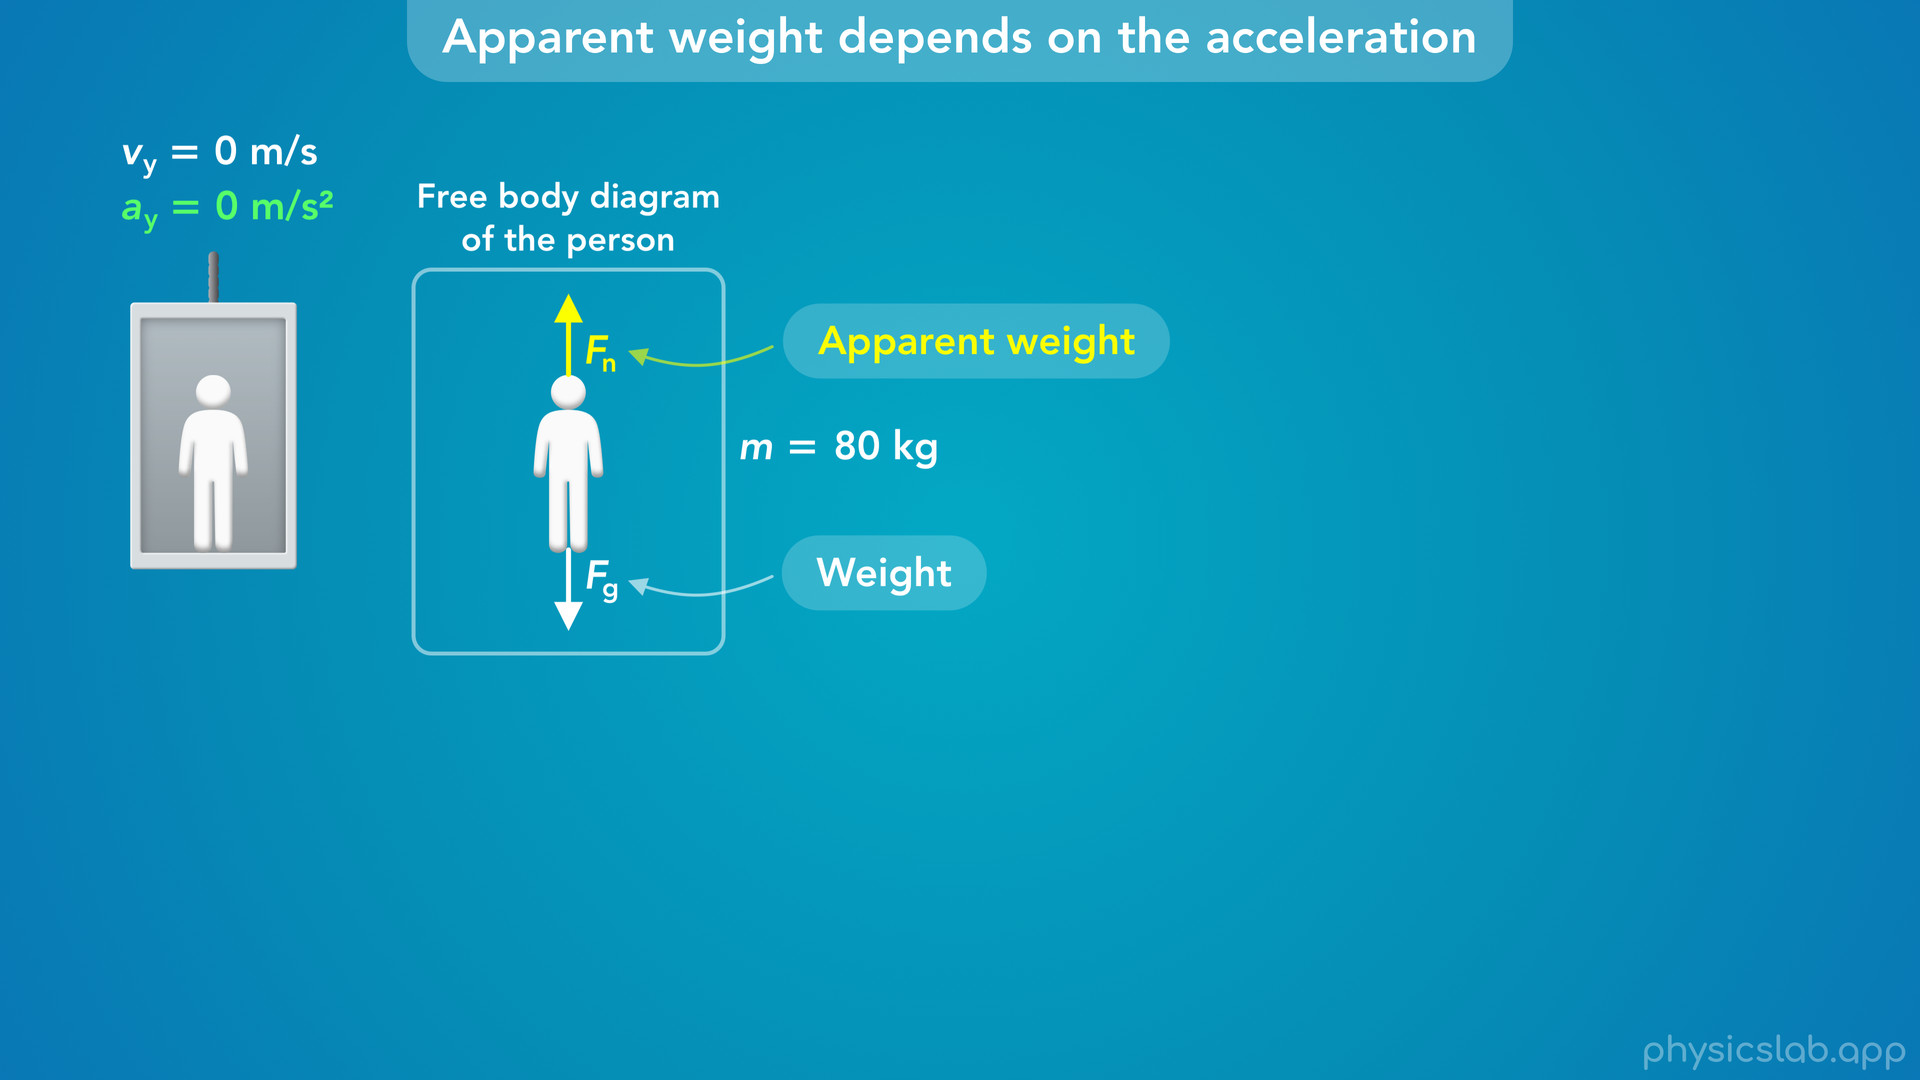 Apparent weight depends on the acceleration
vy = 0 m/s
ay = 0 m/s²
Free body diagram
of the person
Fn
Apparent weight
m = 80 kg
Fg
Weight
physicslab.app